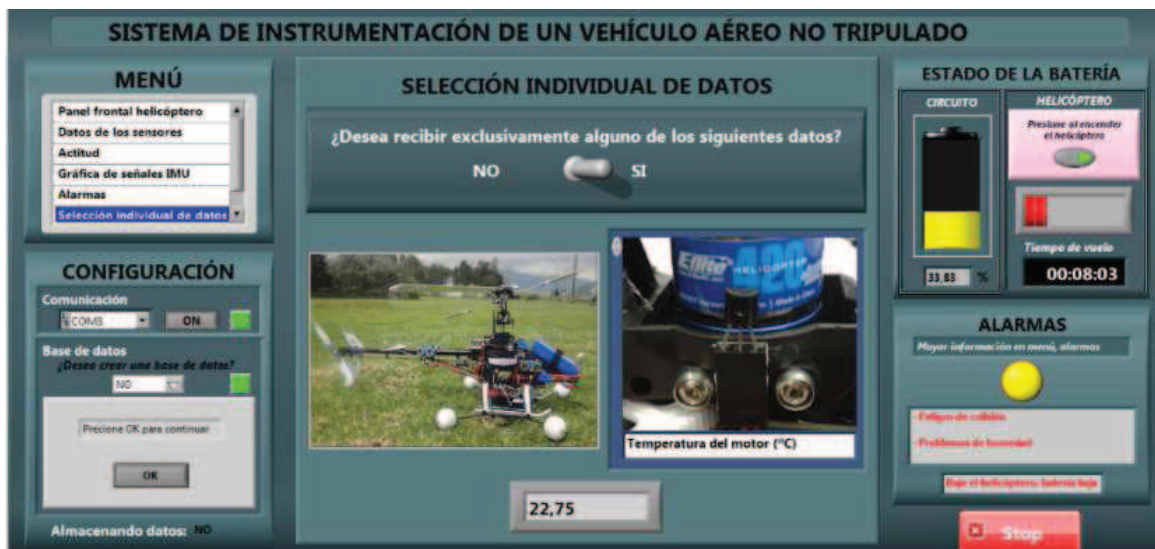 SISTEMA DE INSTRUMENTACIÓN DE UN VEHÍCULO AÉREO NO TRIPULADO
MENÚ
Panel frontal helicóptero
Datos de los sensores
Actitud
Gráfica de señales IMU
Alarmas
Selección individual de datos
CONFIGURACIÓN
Comunicación
COM8
ON
Base de datos
¿Desea crear una base de datos?
NO
Precione OK para continuar
OK
Almacenando datos: NO
SELECCIÓN INDIVIDUAL DE DATOS
¿Desea recibir exclusivamente alguno de los siguientes datos?
NO
SI
Eflite
420
HELICOPTER
Temperatura del motor (ºC)
22,75
ESTADO DE LA BATERÍA
CIRCUITO
33,83 %
HELICÓPTERO
Presione al encender
el helicóptero
Tiempo de vuelo
00:08:03
ALARMAS
Mayor información en menú, alarmas
- Peligro de colisión
- Problemas de humedad
Baje el helicóptero, batería baja
Stop